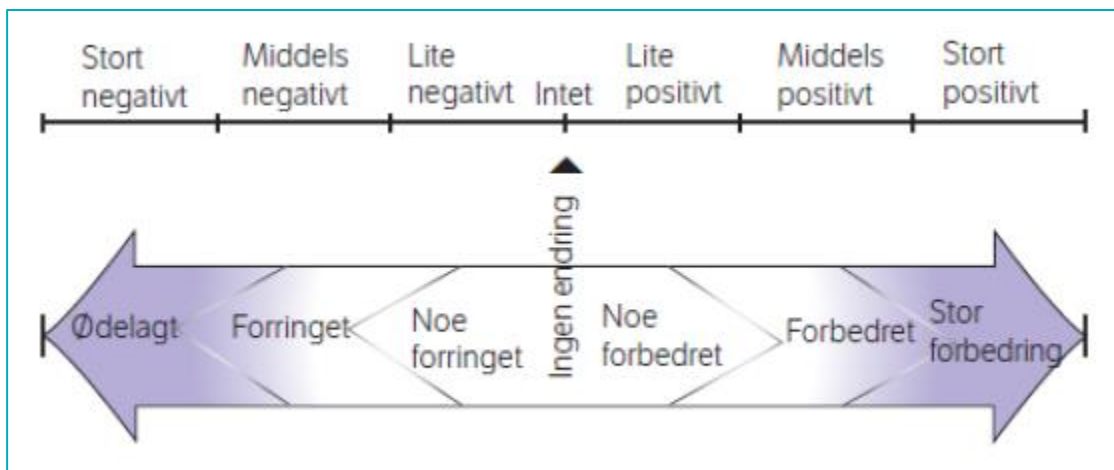 Stort
negativt
Middels
negativt
Lite
negativt
Intet
Lite
positivt
Middels
positivt
Stort
positivt
Ingen endring
Ødelagt
Forringet
Noe
forringet
Noe
forbedret
Forbedret
Stor
forbedring